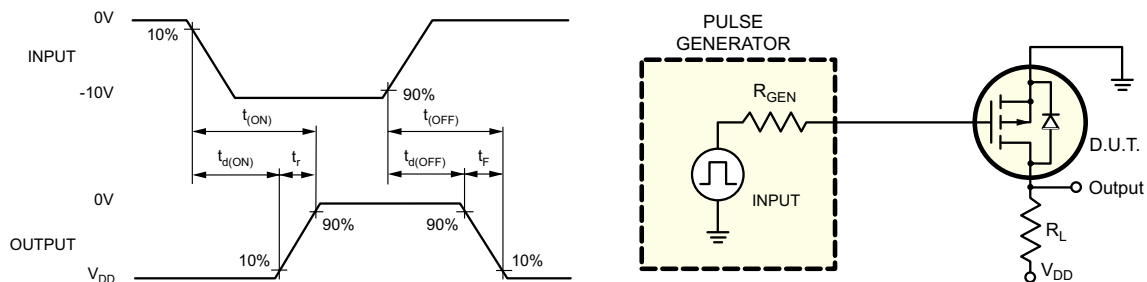 0V
10%
INPUT
-10V
90%
t(ON)
t(OFF)
td(ON)
tr
td(OFF)
tF
0V
90%
90%
OUTPUT
10%
10%
VDD
PULSE
GENERATOR
RGEN
INPUT
D.U.T.
Output
RL
VDD